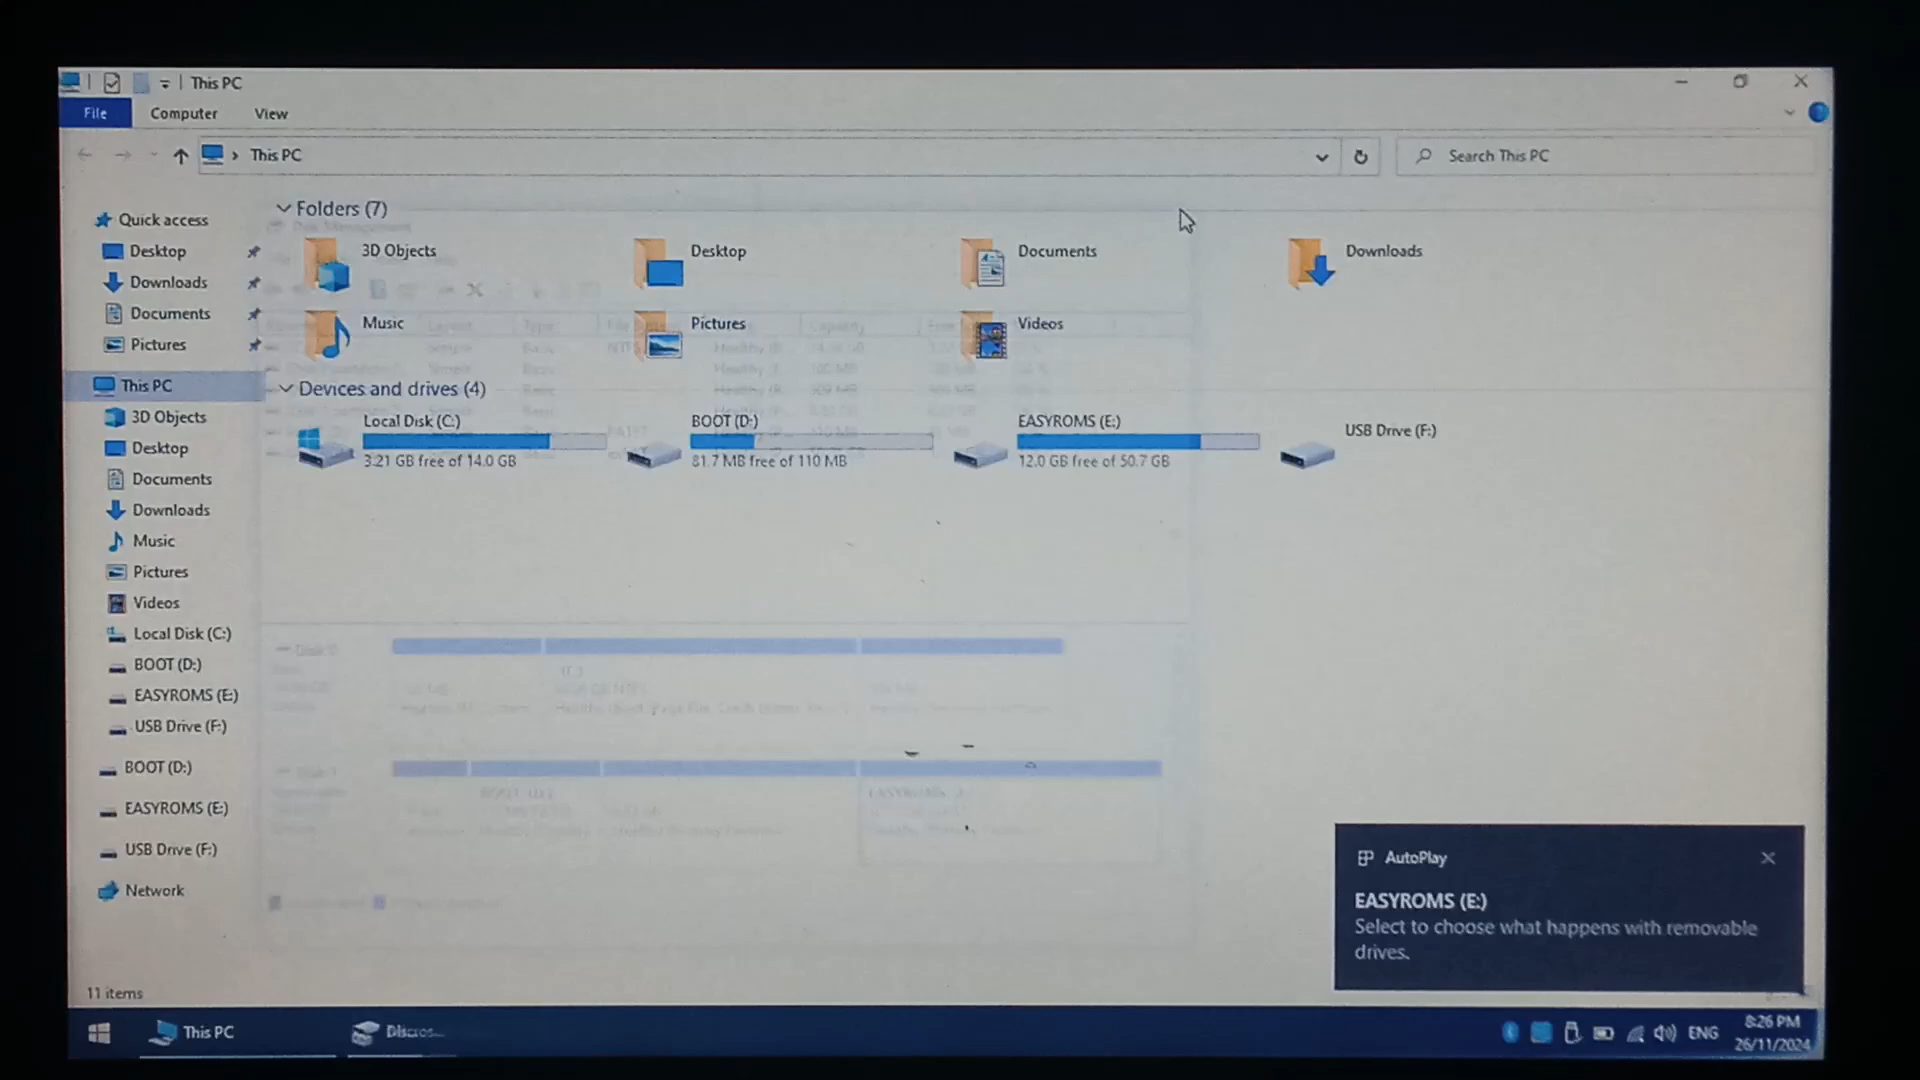 This PC
File Computer View
This PC
Search This PC
Quick access
Desktop
Downloads
Documents
Pictures
This PC
3D Objects
Desktop
Documents
Downloads
Music
Pictures
Videos
Local Disk (C:)
BOOT (D:)
EASYROMS (E:)
USB Drive (F:)
BOOT (D:)
EASYROMS (E:)
USB Drive (F:)
Network
Folders (7)
3D Objects
Desktop
Documents
Downloads
Music
Pictures
Videos
Devices and drives (4)
Local Disk (C:)
3.21 GB free of 14.0 GB
BOOT (D:)
81.7 MB free of 110 MB
EASYROMS (E:)
12.0 GB free of 50.7 GB
USB Drive (F:)
AutoPlay
EASYROMS (E:)
Select to choose what happens with removable
drives.
11 items
This PC
ENG
8:26 PM
26/11/2024